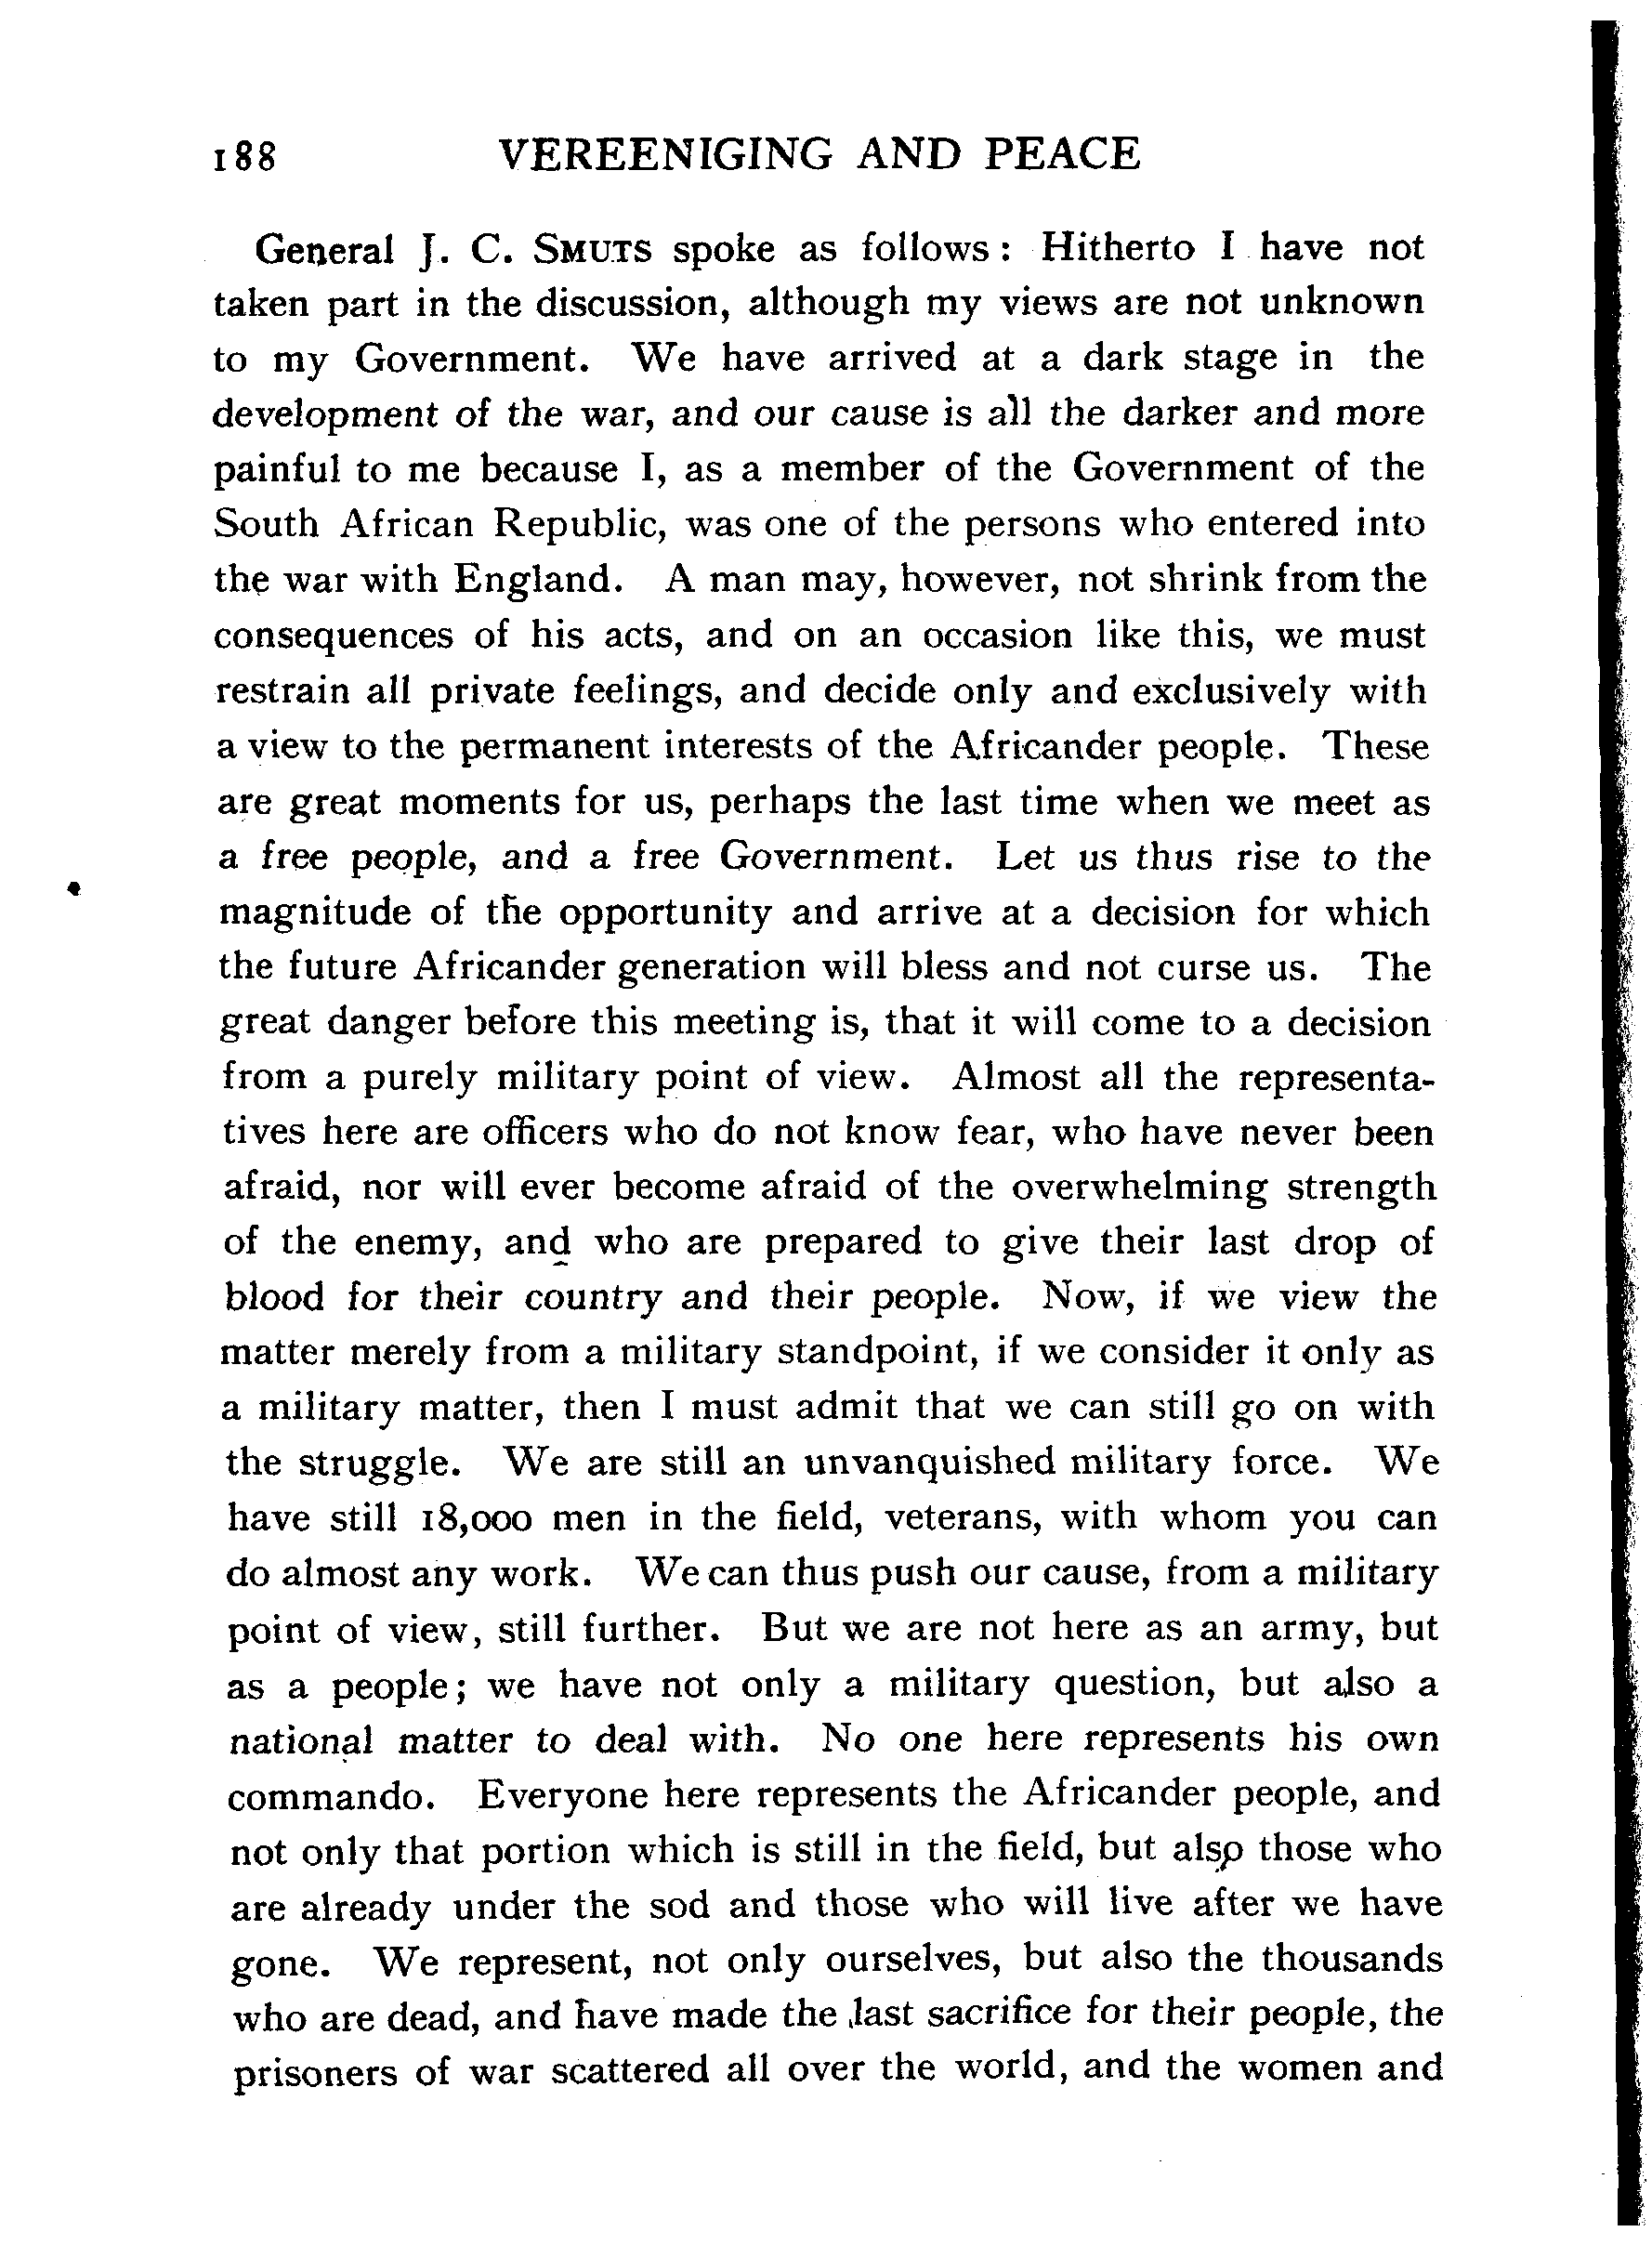 188 VEREENIGING AND PEACE
General J. C. SMUTS spoke as follows: Hitherto I have not
taken part in the discussion, although my views are not unknown
to my Government. We have arrived at a dark stage in the
development of the war, and our cause is all the darker and more
painful to me because I, as a member of the Government of the
South African Republic, was one of the persons who entered into
the war with England. A man may, however, not shrink from the
consequences of his acts, and on an occasion like this, we must
restrain all private feelings, and decide only and exclusively with
a view to the permanent interests of the Africander people. These
are great moments for us, perhaps the last time when we meet as
a free people, and a free Government. Let us thus rise to the
magnitude of the opportunity and arrive at a decision for which
the future Africander generation will bless and not curse us. The
great danger before this meeting is, that it will come to a decision
from a purely military point of view. Almost all the representa-
tives here are officers who do not know fear, who have never been
afraid, nor will ever become afraid of the overwhelming strength
of the enemy, and who are prepared to give their last drop of
blood for their country and their people. Now, if we view the
matter merely from a military standpoint, if we consider it only as
a military matter, then I must admit that we can still go on with
the struggle. We are still an unvanquished military force. We
have still 18,000 men in the field, veterans, with whom you can
do almost any work. We can thus push our cause, from a military
point of view, still further. But we are not here as an army, but
as a people; we have not only a military question, but also a
national matter to deal with. No one here represents his own
commando. Everyone here represents the Africander people, and
not only that portion which is still in the field, but also those who
are already under the sod and those who will live after we have
gone. We represent, not only ourselves, but also the thousands
who are dead, and have made the last sacrifice for their people, the
prisoners of war scattered all over the world, and the women and